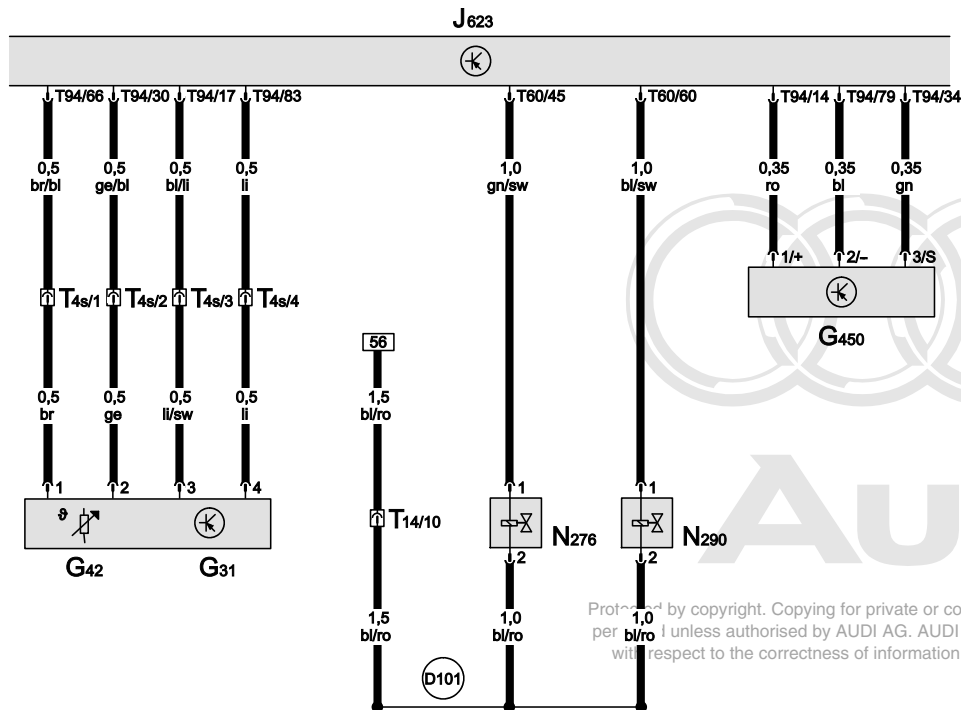 J623
T94/66 T94/30 T94/17 T94/83 T60/45 T60/60 T94/14 T94/79 T94/34
0,5 0,5 0,5 0,5 1,0 1,0 0,35 0,35 0,35
br/bl ge/bl bl/li li gn/sw bl/sw ro bl gn
1/+ 2/– 3/S
T4s/1 T4s/2 T4s/3 T4s/4
G450
56
0,5 0,5 0,5 0,5 1,5
br ge li/sw li bl/ro
1 2 3 4 1 1
ϑ
T14/10 N276 N290
G42 G31 2 2
Au
1,5 1,0 1,0
bl/ro bl/ro bl/ro
by copyright. Copying for private or co
per unless authorised by AUDI AG. AUDI
with respect to the correctness of information
D101